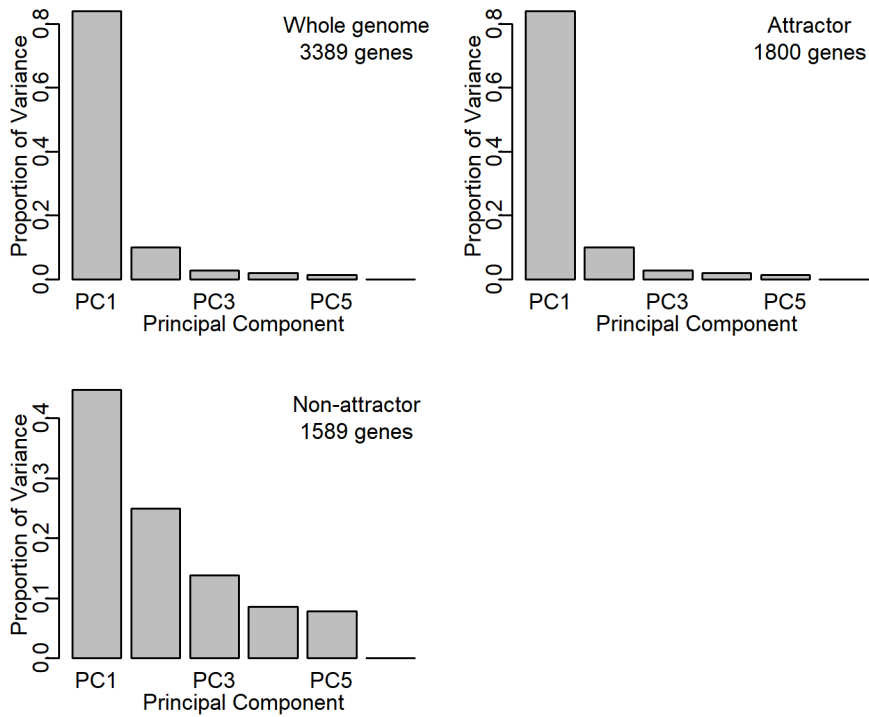 Whole genome
3389 genes
Proportion of Variance
0.8
0.6
0.4
0.2
0.0
PC1 PC3 PC5
Principal Component
Attractor
1800 genes
Proportion of Variance
0.8
0.6
0.4
0.2
0.0
PC1 PC3 PC5
Principal Component
Non-attractor
1589 genes
Proportion of Variance
0.4
0.3
0.2
0.1
0.0
PC1 PC3 PC5
Principal Component